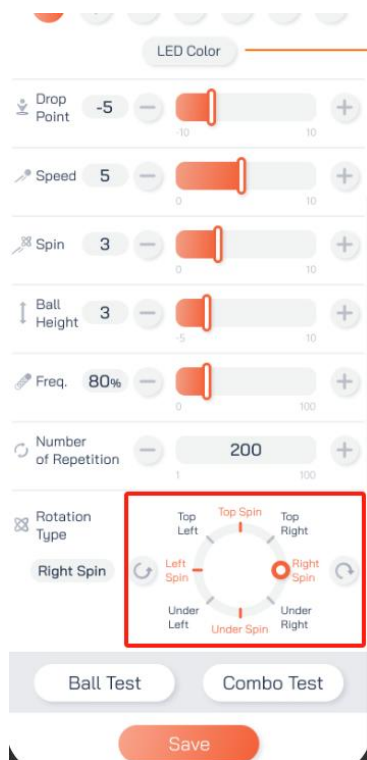 LED Color
Drop
Point
-5
-10
10
Speed
5
0
10
Spin
3
0
10
Ball
Height
3
-5
10
Freq.
80%
0
100
Number
of Repetition
200
1
100
Rotation
Type
Right Spin
Top
Left
Top Spin
Top
Right
Left
Spin
Right
Spin
Under
Left
Under Spin
Under
Right
Ball Test
Combo Test
Save